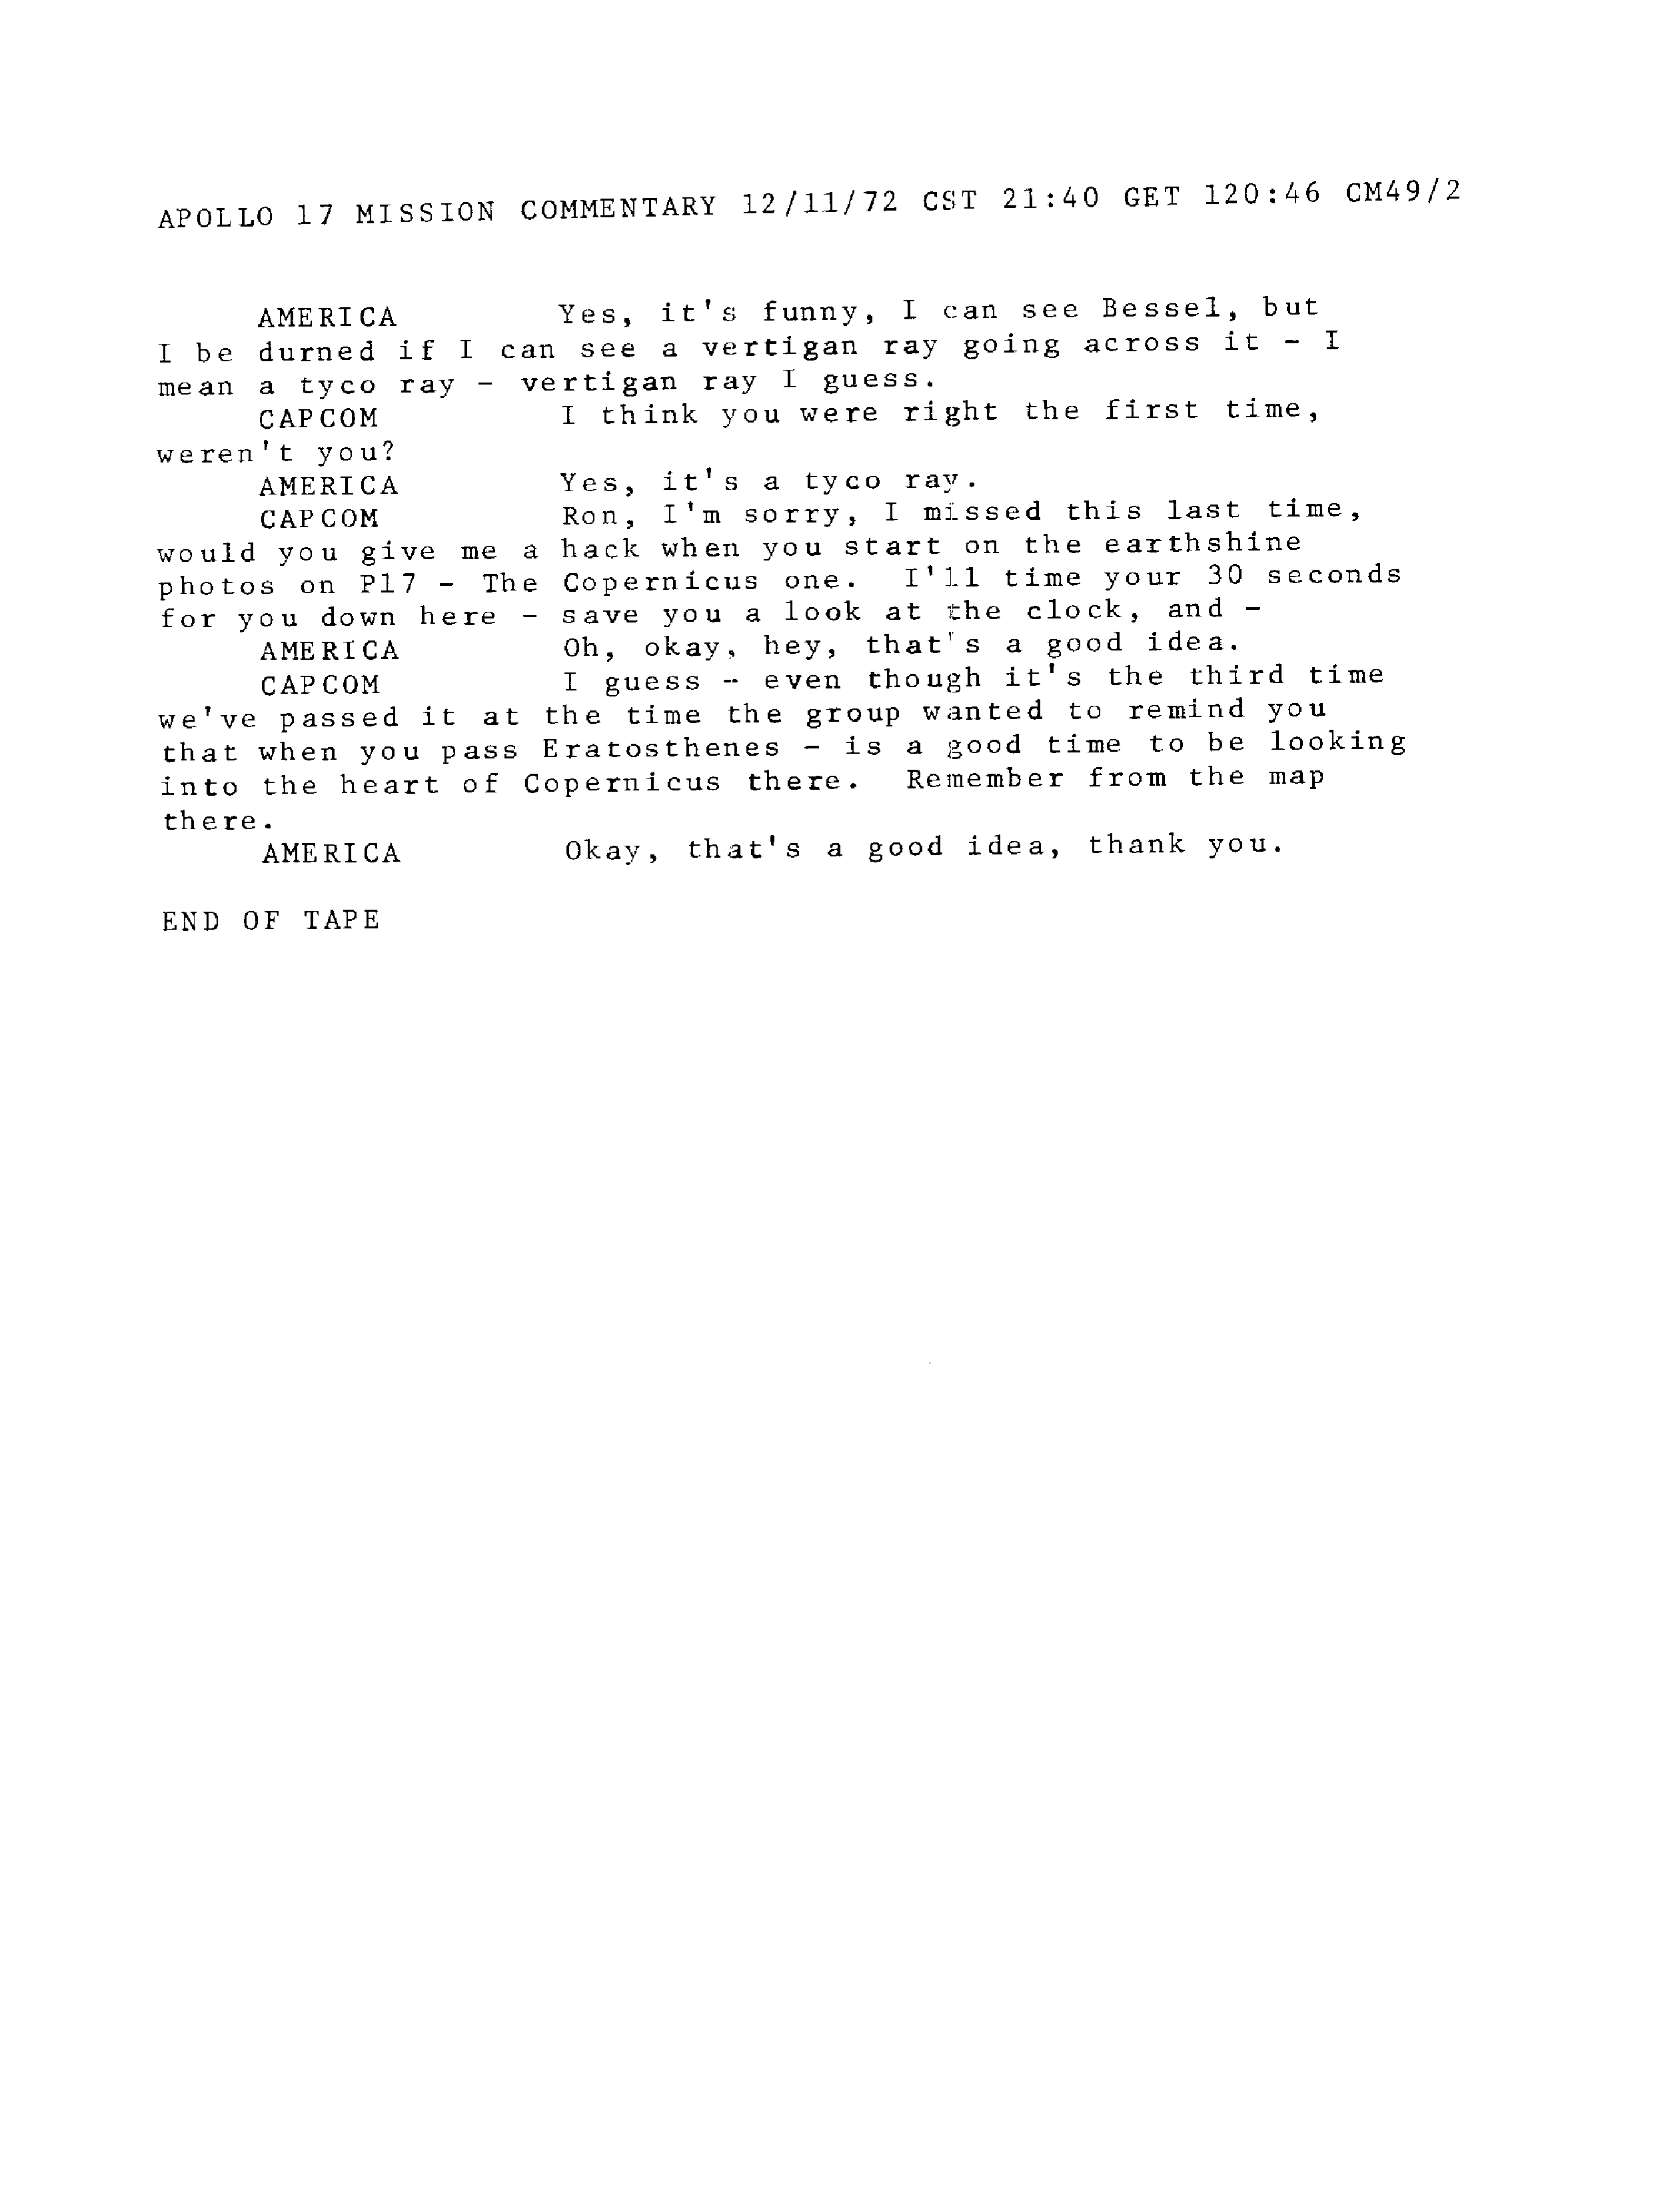 APOLLO 17 MISSION COMMENTARY 12/11/72 CST 21:40 GET 120:46 CM49/2
AMERICA Yes, it's funny, I can see Bessel, but
I be durned if I can see a vertigan ray going across it - I
mean a tyco ray - vertigan ray I guess.
CAPCOM I think you were right the first time,
weren't you?
AMERICA Yes, it's a tyco ray.
CAPCOM Ron, I'm sorry, I missed this last time,
would you give me a hack when you start on the earthshine
photos on P17 - The Copernicus one. I'll time your 30 seconds
for you down here - save you a look at the clock, and -
AMERICA Oh, okay, hey, that's a good idea.
CAPCOM I guess - even though it's the third time
we've passed it at the time the group wanted to remind you
that when you pass Eratosthenes - is a good time to be looking
into the heart of Copernicus there. Remember from the map
there.
AMERICA Okay, that's a good idea, thank you.
END OF TAPE